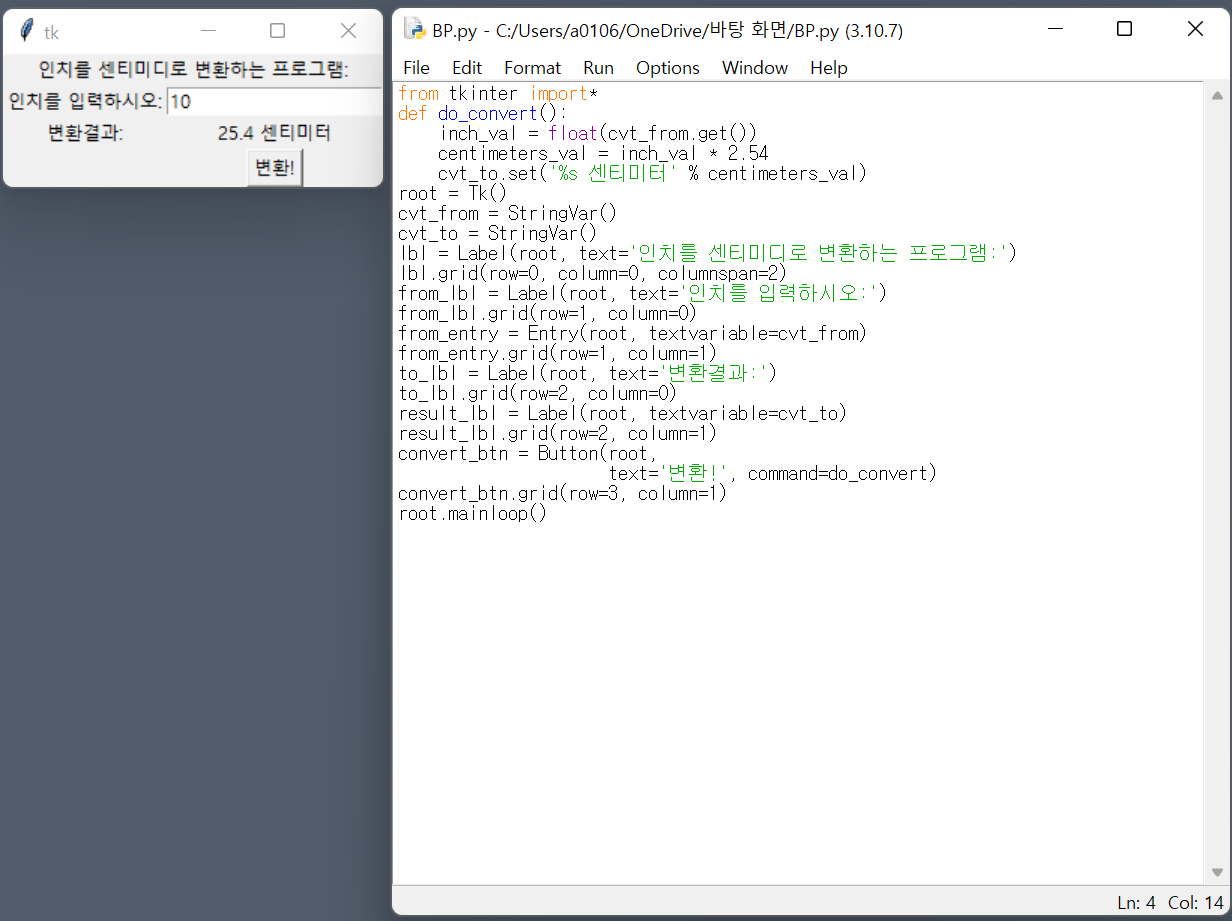 tk
인치를 센티미디로 변환하는 프로그램:
인치를 입력하시오: 10
변환결과: 25.4 센티미터
변환!
BP.py - C:/Users/a0106/OneDrive/바탕 화면/BP.py (3.10.7)
File Edit Format Run Options Window Help
from tkinter import*
def do_convert():
    inch_val = float(cvt_from.get())
    centimeters_val = inch_val * 2.54
    cvt_to.set('%s 센티미터' % centimeters_val)
root = Tk()
cvt_from = StringVar()
cvt_to = StringVar()
lbl = Label(root, text='인치를 센티미디로 변환하는 프로그램:')
lbl.grid(row=0, column=0, columnspan=2)
from_lbl = Label(root, text='인치를 입력하시오:')
from_lbl.grid(row=1, column=0)
from_entry = Entry(root, textvariable=cvt_from)
from_entry.grid(row=1, column=1)
to_lbl = Label(root, text='변환결과:')
to_lbl.grid(row=2, column=0)
result_lbl = Label(root, textvariable=cvt_to)
result_lbl.grid(row=2, column=1)
convert_btn = Button(root,
                     text='변환!', command=do_convert)
convert_btn.grid(row=3, column=1)
root.mainloop()
Ln: 4 Col: 14